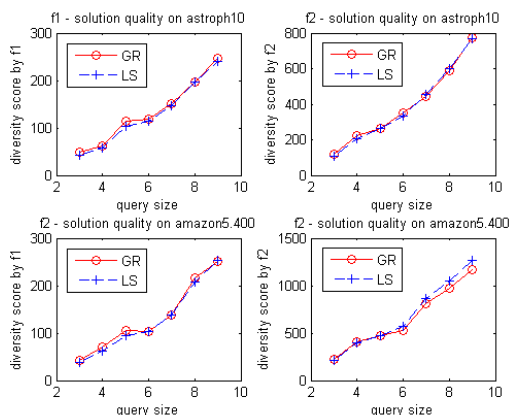 f1 - solution quality on astroph10
300
200
100
0
diversity score by f1
GR
LS
2 4 6 8 10
query size
f2 - solution quality on astroph10
800
600
400
200
0
diversity score by f2
GR
LS
2 4 6 8 10
query size
f2 - solution quality on amazon5.400
300
200
100
0
diversity score by f1
GR
LS
2 4 6 8 10
query size
f2 - solution quality on amazon5.400
1500
1000
500
0
diversity score by f2
GR
LS
2 4 6 8 10
query size